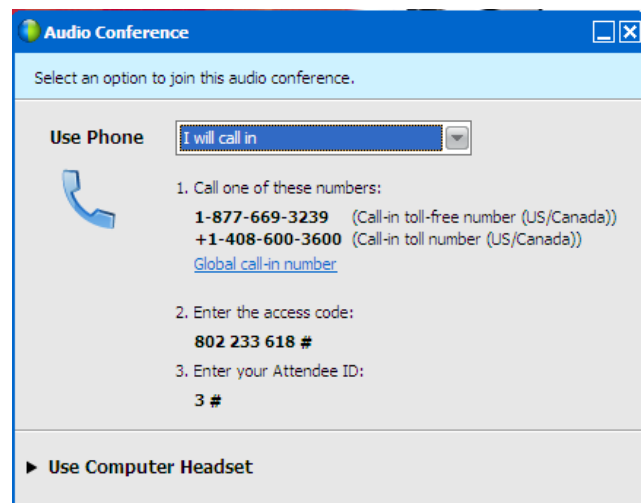 Audio Conference
Select an option to join this audio conference.
Use Phone I will call in
1. Call one of these numbers:
1-877-669-3239 (Call-in toll-free number (US/Canada))
+1-408-600-3600 (Call-in toll number (US/Canada))
Global call-in number
2. Enter the access code:
802 233 618 #
3. Enter your Attendee ID:
3 #
Use Computer Headset